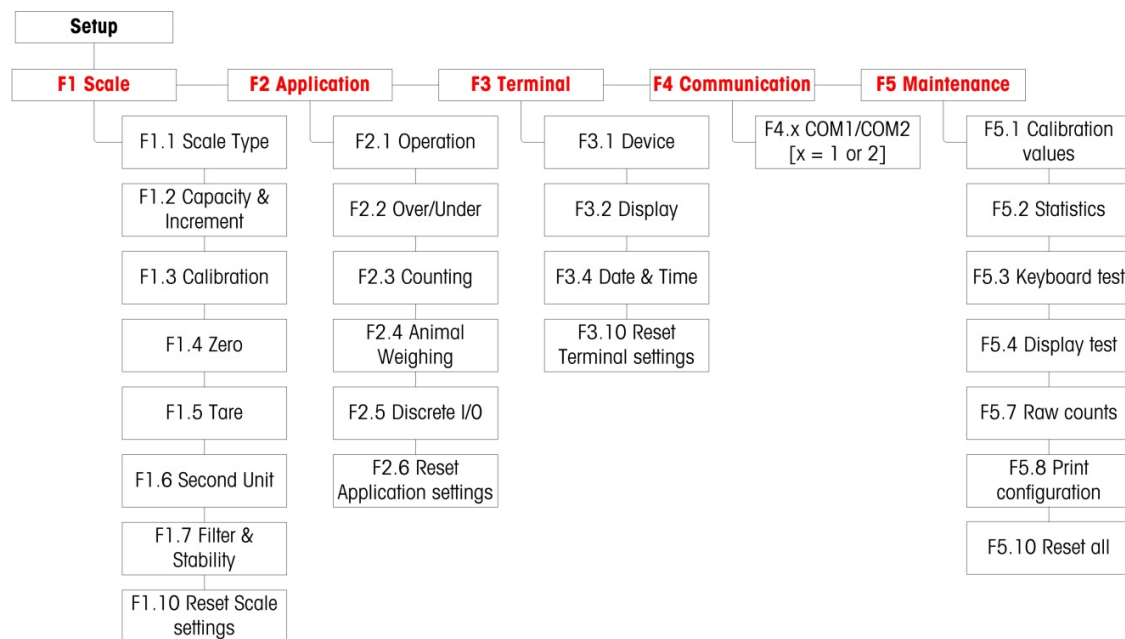 Setup
F1 Scale
F2 Application
F3 Terminal
F4 Communication
F5 Maintenance
F1.1 Scale Type
F1.2 Capacity &
Increment
F1.3 Calibration
F1.4 Zero
F1.5 Tare
F1.6 Second Unit
F1.7 Filter &
Stability
F1.10 Reset Scale
settings
F2.1 Operation
F2.2 Over/Under
F2.3 Counting
F2.4 Animal
Weighing
F2.5 Discrete I/O
F2.6 Reset
Application settings
F3.1 Device
F3.2 Display
F3.4 Date & Time
F3.10 Reset
Terminal settings
F4.x COM1/COM2
[x = 1 or 2]
F5.1 Calibration
values
F5.2 Statistics
F5.3 Keyboard test
F5.4 Display test
F5.7 Raw counts
F5.8 Print
configuration
F5.10 Reset all